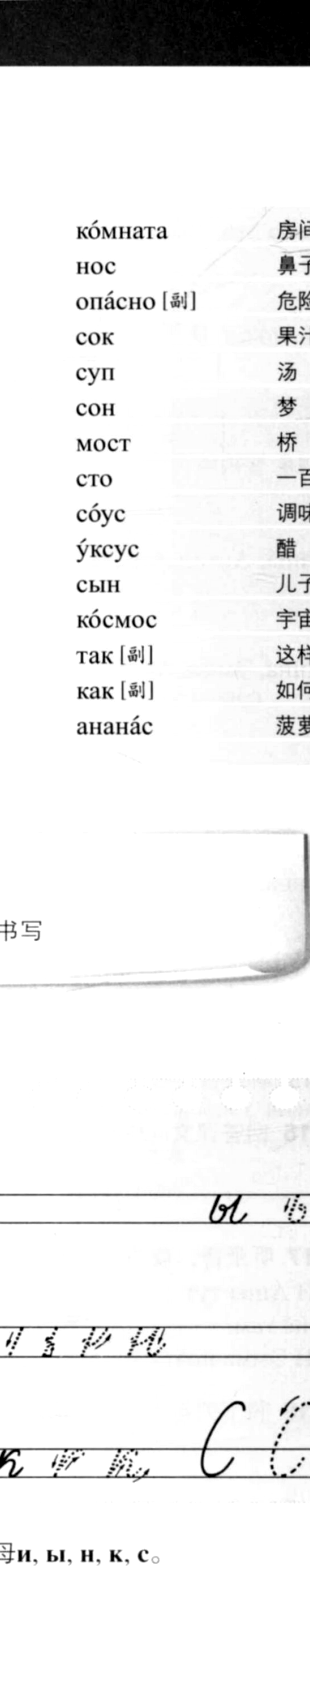 ко́мната 房间
нос 鼻子
опа́сно [副] 危险
сок 果汁
суп 汤
сон 梦
мост 桥
сто 一百
со́ус 调味
у́ксус 醋
сын 儿子
ко́смос 宇宙
так [副] 这样
как [副] 如何
анана́с 菠萝
书写
ы
к С
母и, ы, н, к, с。